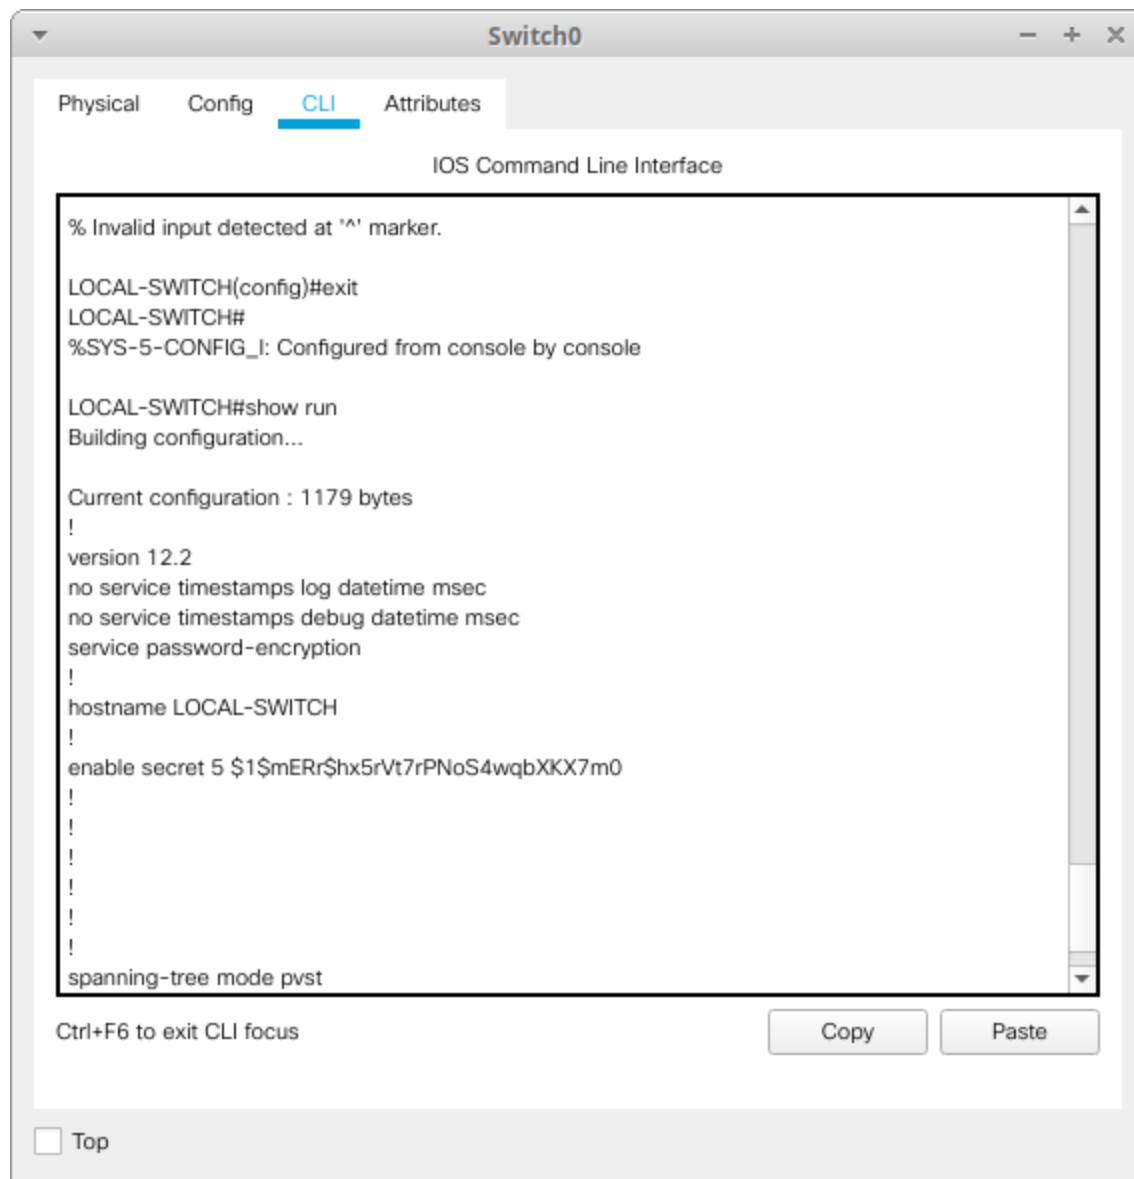 Switch0
Physical Config CLI Attributes
IOS Command Line Interface
% Invalid input detected at '^' marker.
LOCAL-SWITCH(config)#exit
LOCAL-SWITCH#
%SYS-5-CONFIG_I: Configured from console by console
LOCAL-SWITCH#show run
Building configuration...
Current configuration : 1179 bytes
!
version 12.2
no service timestamps log datetime msec
no service timestamps debug datetime msec
service password-encryption
!
hostname LOCAL-SWITCH
!
enable secret 5 $1$mERr$hx5rVt7rPNoS4wqbXKX7m0
!
!
!
!
!
!
spanning-tree mode pvst
Ctrl+F6 to exit CLI focus
Copy Paste
Top